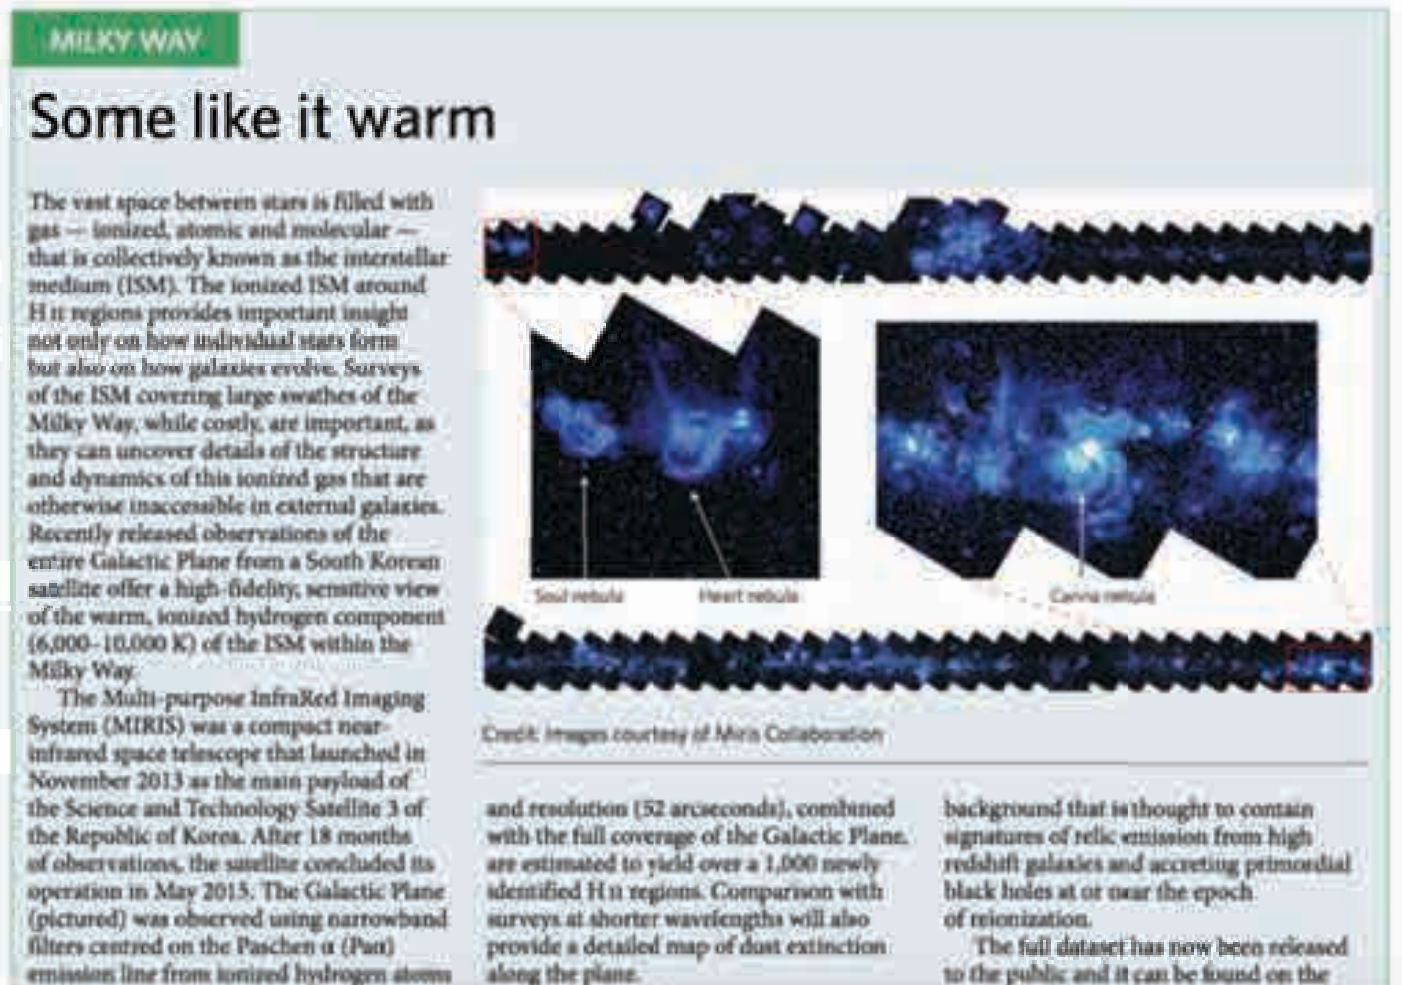 MILKY WAY
Some like it warm
The vast space between stars is filled with
gas — ionized, atomic and molecular —
that is collectively known as the interstellar
medium (ISM). The ionized ISM around
H II regions provides important insight
not only on how individual stars form
but also on how galaxies evolve. Surveys
of the ISM covering large swathes of the
Milky Way, while costly, are important, as
they can uncover details of the structure
and dynamics of this ionized gas that are
otherwise inaccessible in external galaxies.
Recently released observations of the
entire Galactic Plane from a South Korean
satellite offer a high-fidelity, sensitive view
of the warm, ionized hydrogen component
(6,000–10,000 K) of the ISM within the
Milky Way.
The Multi-purpose InfraRed Imaging
System (MIRIS) was a compact near-
infrared space telescope that launched in
November 2013 as the main payload of
the Science and Technology Satellite 3 of
the Republic of Korea. After 18 months
of observations, the satellite concluded its
operation in May 2015. The Galactic Plane
(pictured) was observed using narrowband
filters centred on the Paschen α (Paα)
emission line from ionized hydrogen atoms
Soul nebula
Heart nebula
Carina nebula
Credit: Images courtesy of Miris Collaboration
and resolution (52 arcseconds), combined
with the full coverage of the Galactic Plane,
are estimated to yield over a 1,000 newly
identified H II regions. Comparison with
surveys at shorter wavelengths will also
provide a detailed map of dust extinction
along the plane.
background that is thought to contain
signatures of relic emission from high
redshift galaxies and accreting primordial
black holes at or near the epoch
of reionization.
The full dataset has now been released
to the public and it can be found on the